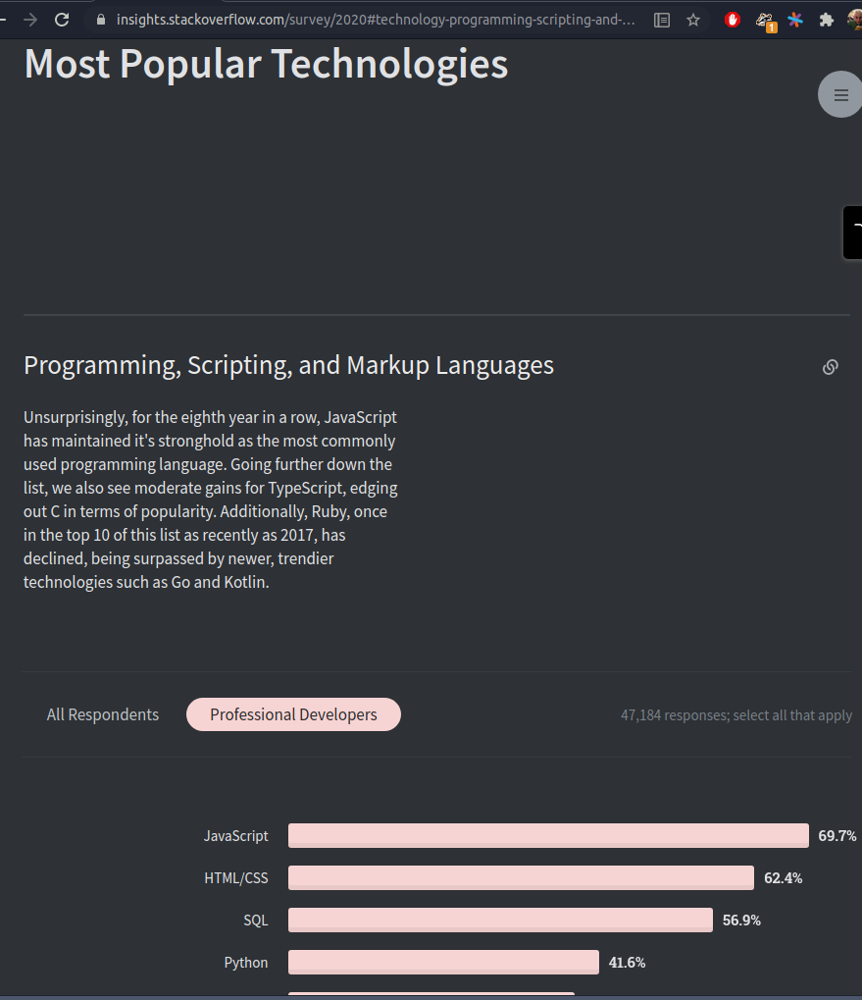 insights.stackoverflow.com/survey/2020#technology-programming-scripting-and-...
1
Most Popular Technologies
Programming, Scripting, and Markup Languages
Unsurprisingly, for the eighth year in a row, JavaScript
has maintained it's stronghold as the most commonly
used programming language. Going further down the
list, we also see moderate gains for TypeScript, edging
out C in terms of popularity. Additionally, Ruby, once
in the top 10 of this list as recently as 2017, has
declined, being surpassed by newer, trendier
technologies such as Go and Kotlin.
All Respondents Professional Developers 47,184 responses; select all that apply
JavaScript 69.7%
HTML/CSS 62.4%
SQL 56.9%
Python 41.6%